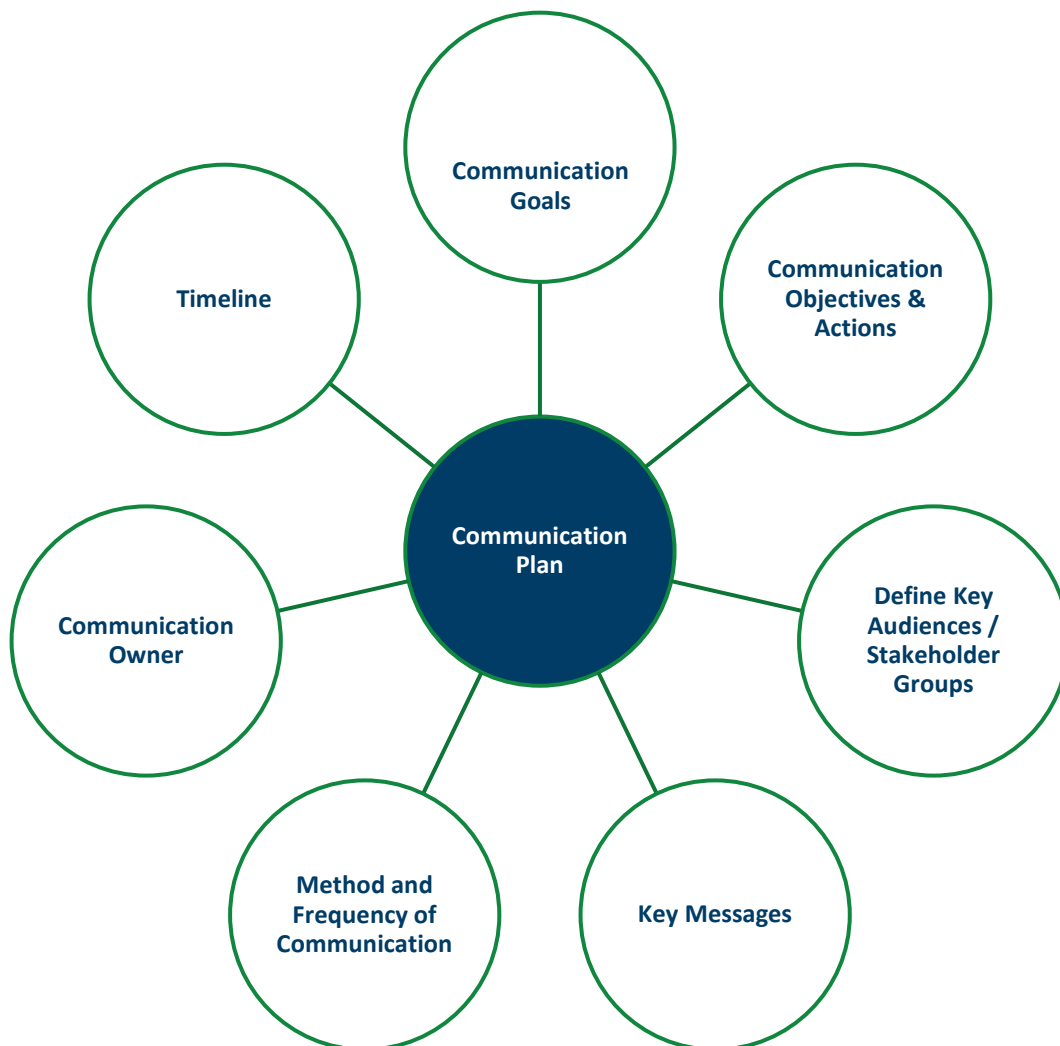 Communication
Goals
Communication
Objectives &
Actions
Define Key
Audiences /
Stakeholder
Groups
Key Messages
Method and
Frequency of
Communication
Communication
Owner
Timeline
Communication
Plan